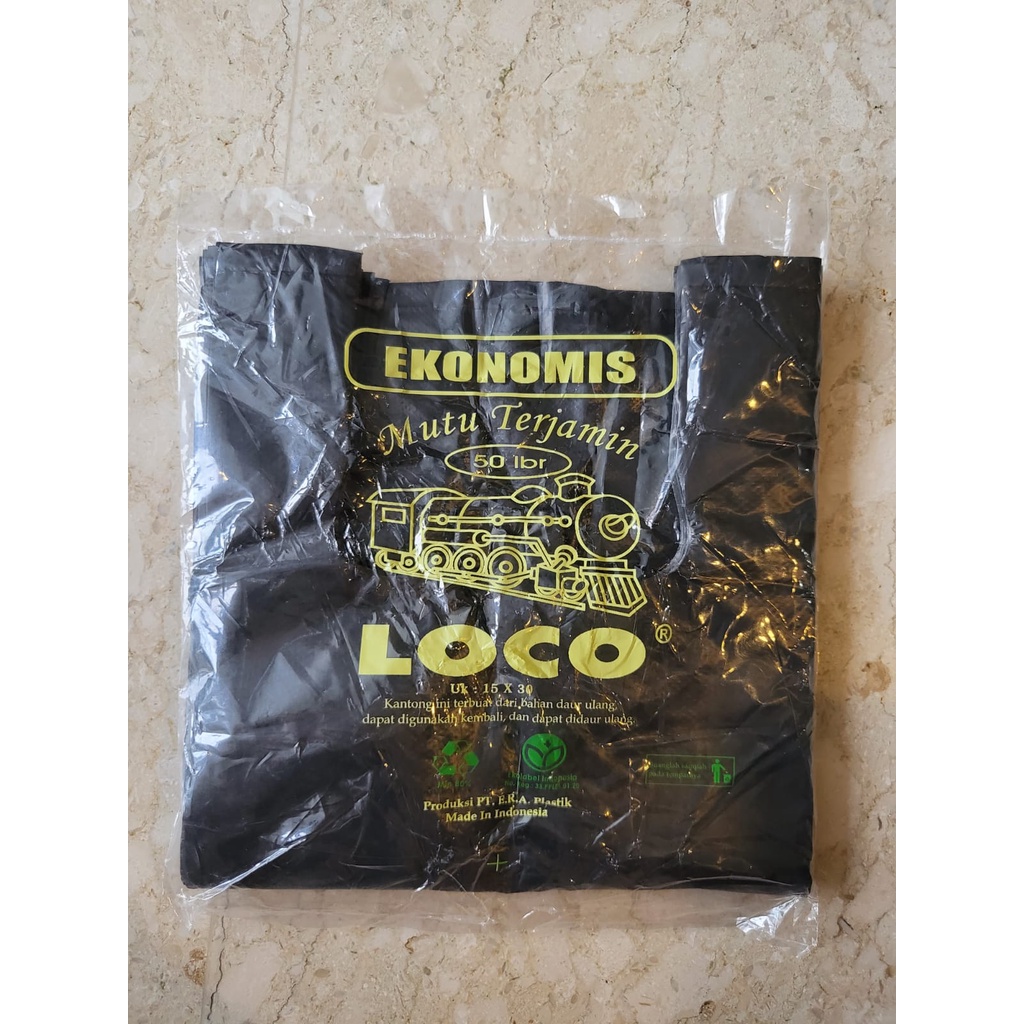 EKONOMIS
Mutu Terjamin
50 lbr
LOCO ®
Uk : 15 X 30
Kantong ini terbuat dari bahan daur ulang,
dapat digunakan kembali, dan dapat didaur ulang.
Produksi PT. E.R.A. Plastik
Made In Indonesia